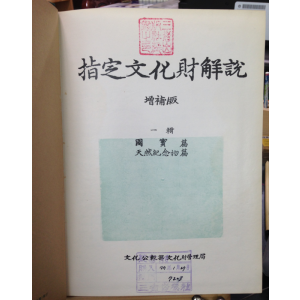 指定文化財解說
增補版
一輯
國寶篇
天然紀念物篇
文化公報部文化財管理局